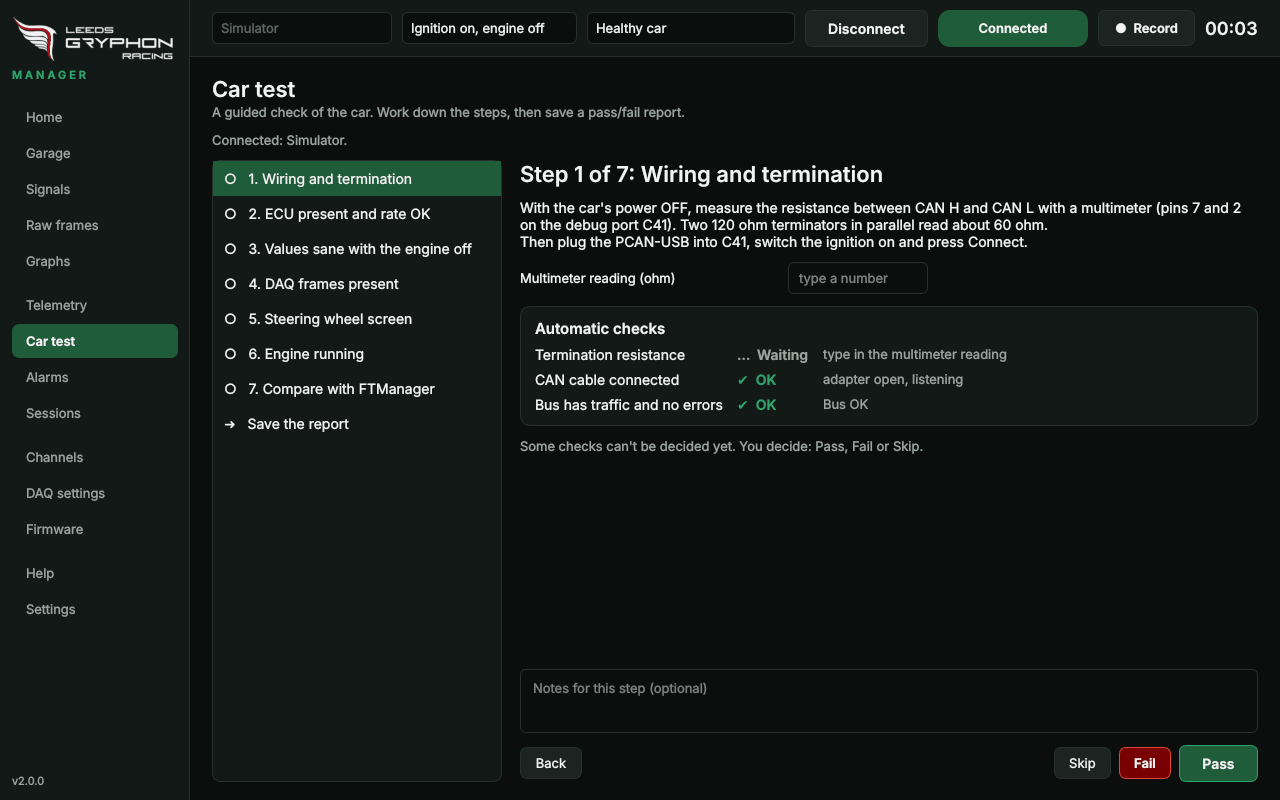 LEEDS
GRYPHON
RACING
MANAGER
Home
Garage
Signals
Raw frames
Graphs
Telemetry
Car test
Alarms
Sessions
Channels
DAQ settings
Firmware
Help
Settings
v2.0.0
Simulator
Ignition on, engine off
Healthy car
Disconnect
Connected
Record
00:03
Car test
A guided check of the car. Work down the steps, then save a pass/fail report.
Connected: Simulator.
1. Wiring and termination
2. ECU present and rate OK
3. Values sane with the engine off
4. DAQ frames present
5. Steering wheel screen
6. Engine running
7. Compare with FTManager
➜ Save the report
Step 1 of 7: Wiring and termination
With the car's power OFF, measure the resistance between CAN H and CAN L with a multimeter (pins 7 and 2
on the debug port C41). Two 120 ohm terminators in parallel read about 60 ohm.
Then plug the PCAN-USB into C41, switch the ignition on and press Connect.
Multimeter reading (ohm) type a number
Automatic checks
Termination resistance ... Waiting type in the multimeter reading
CAN cable connected ✔ OK adapter open, listening
Bus has traffic and no errors ✔ OK Bus OK
Some checks can't be decided yet. You decide: Pass, Fail or Skip.
Notes for this step (optional)
Back
Skip
Fail
Pass